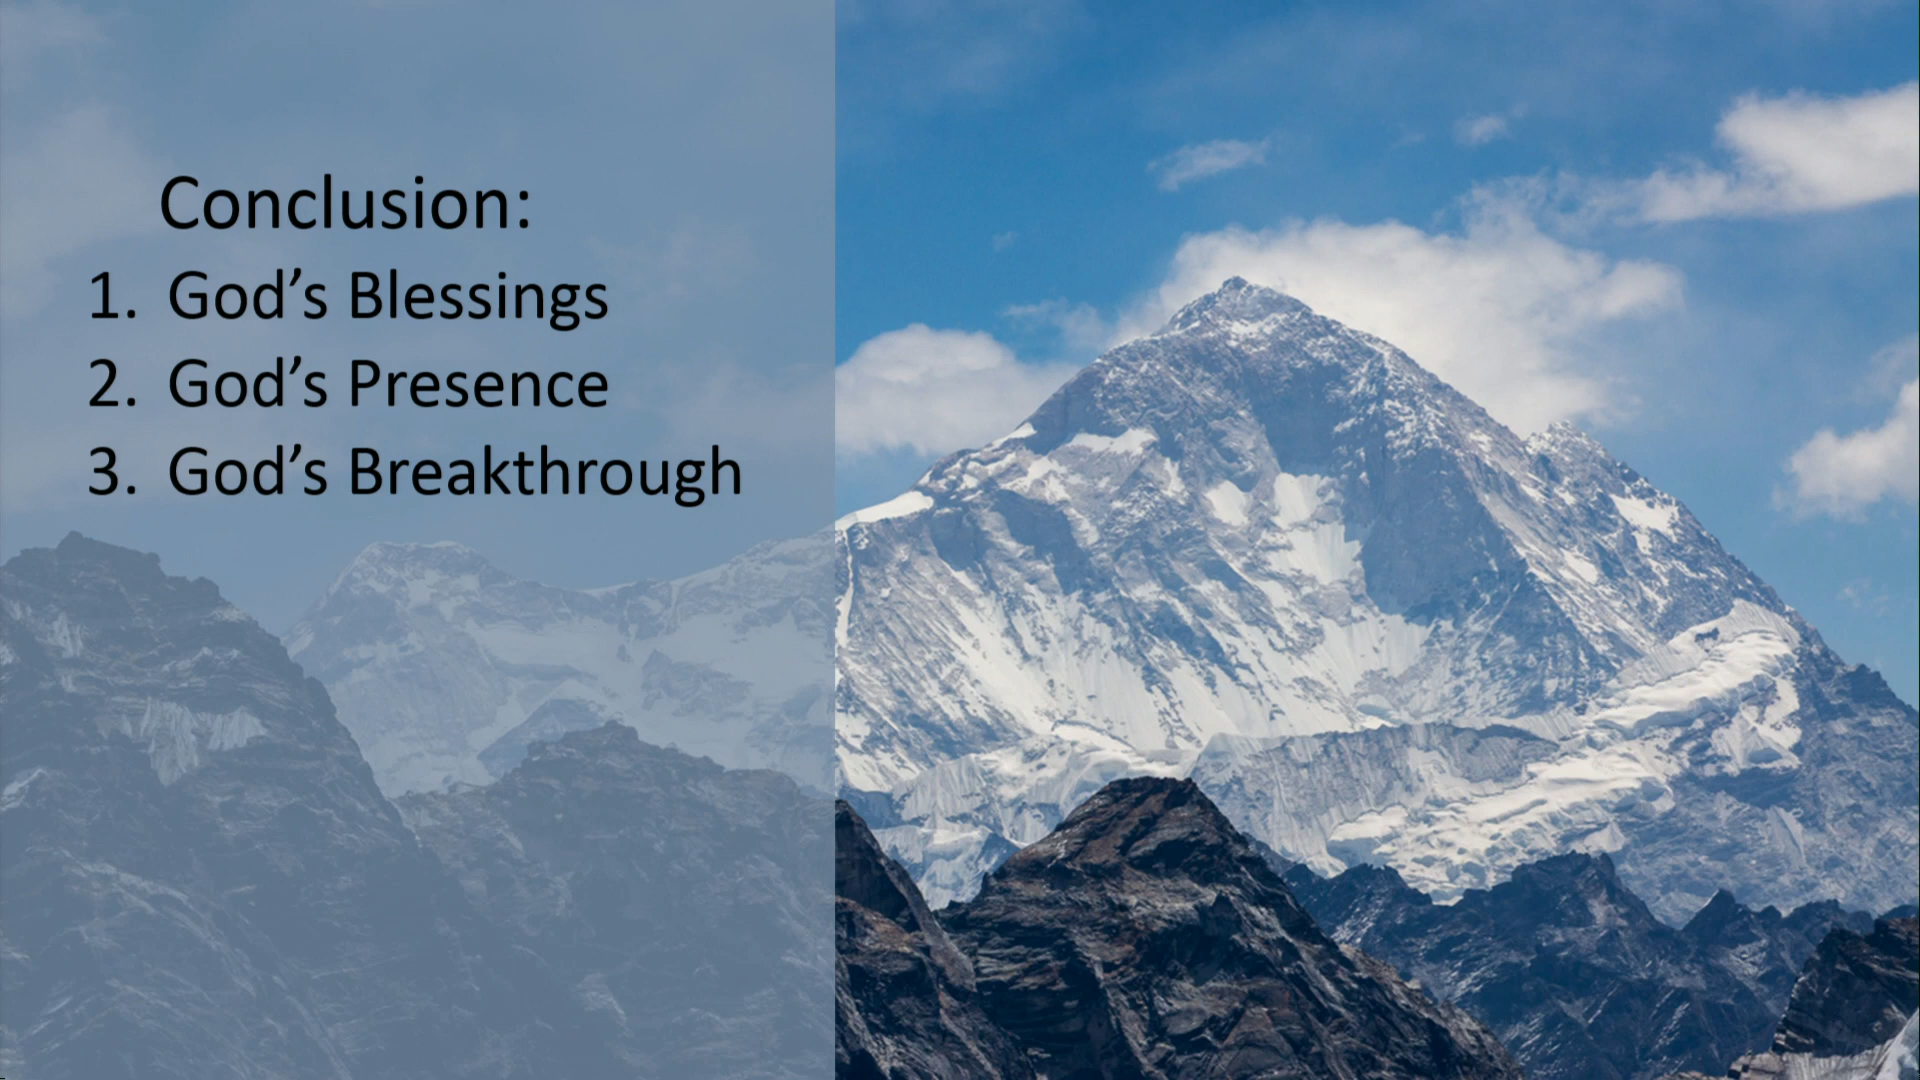 Conclusion:
1. God’s Blessings
2. God’s Presence
3. God’s Breakthrough